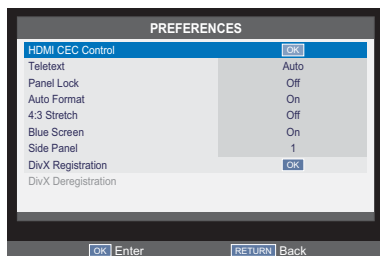 PREFERENCES
HDMI CEC Control OK
Teletext Auto
Panel Lock Off
Auto Format On
4:3 Stretch Off
Blue Screen On
Side Panel 1
DivX Registration OK
DivX Deregistration
OK Enter RETURN Back